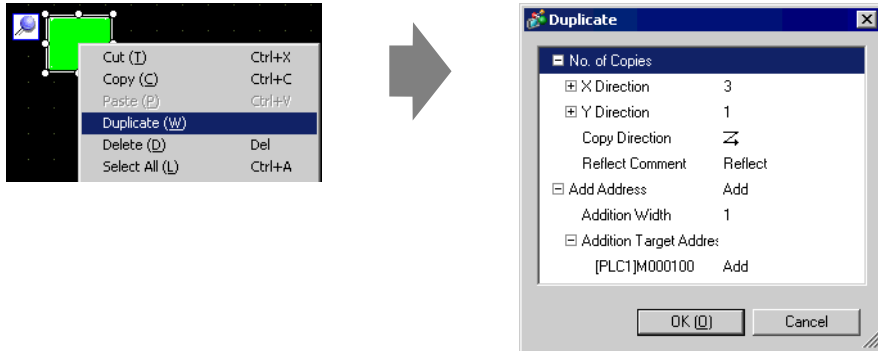 Cut (T) Ctrl+X
Copy (C) Ctrl+C
Paste (P) Ctrl+V
Duplicate (W)
Delete (D) Del
Select All (L) Ctrl+A
Duplicate
No. of Copies
X Direction 3
Y Direction 1
Copy Direction
Reflect Comment Reflect
Add Address Add
Addition Width 1
Addition Target Addres
[PLC1]M000100 Add
OK (O) Cancel